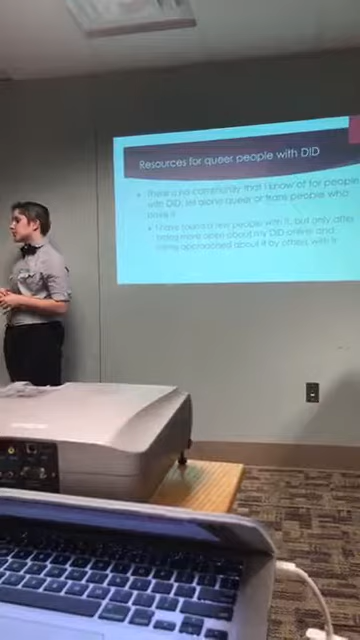 Resources for queer people with DID
There is no community that I know of for people
with DID, let alone queer or trans people who
have it
I have found a few people with it, but only after
being more open about my DID online and
being approached about it by others with it